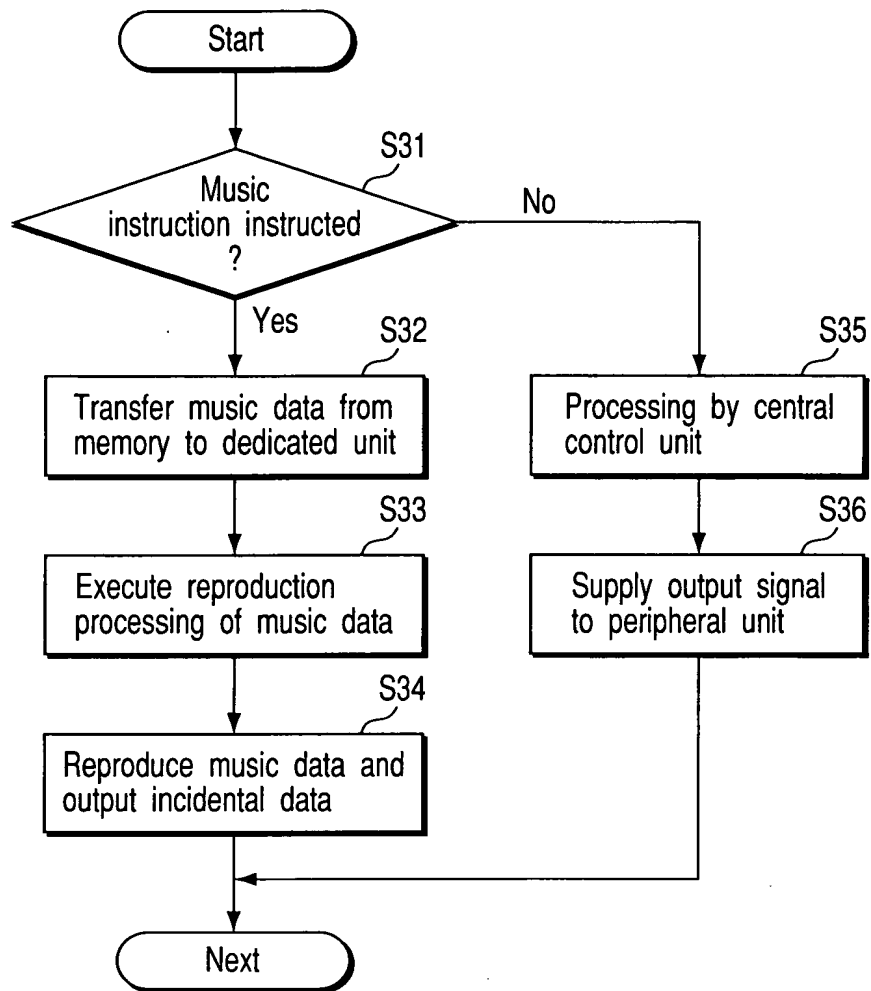 Start
S31
Music
instruction instructed
?
No
Yes
S32
Transfer music data from
memory to dedicated unit
S33
Execute reproduction
processing of music data
S34
Reproduce music data and
output incidental data
S35
Processing by central
control unit
S36
Supply output signal
to peripheral unit
Next